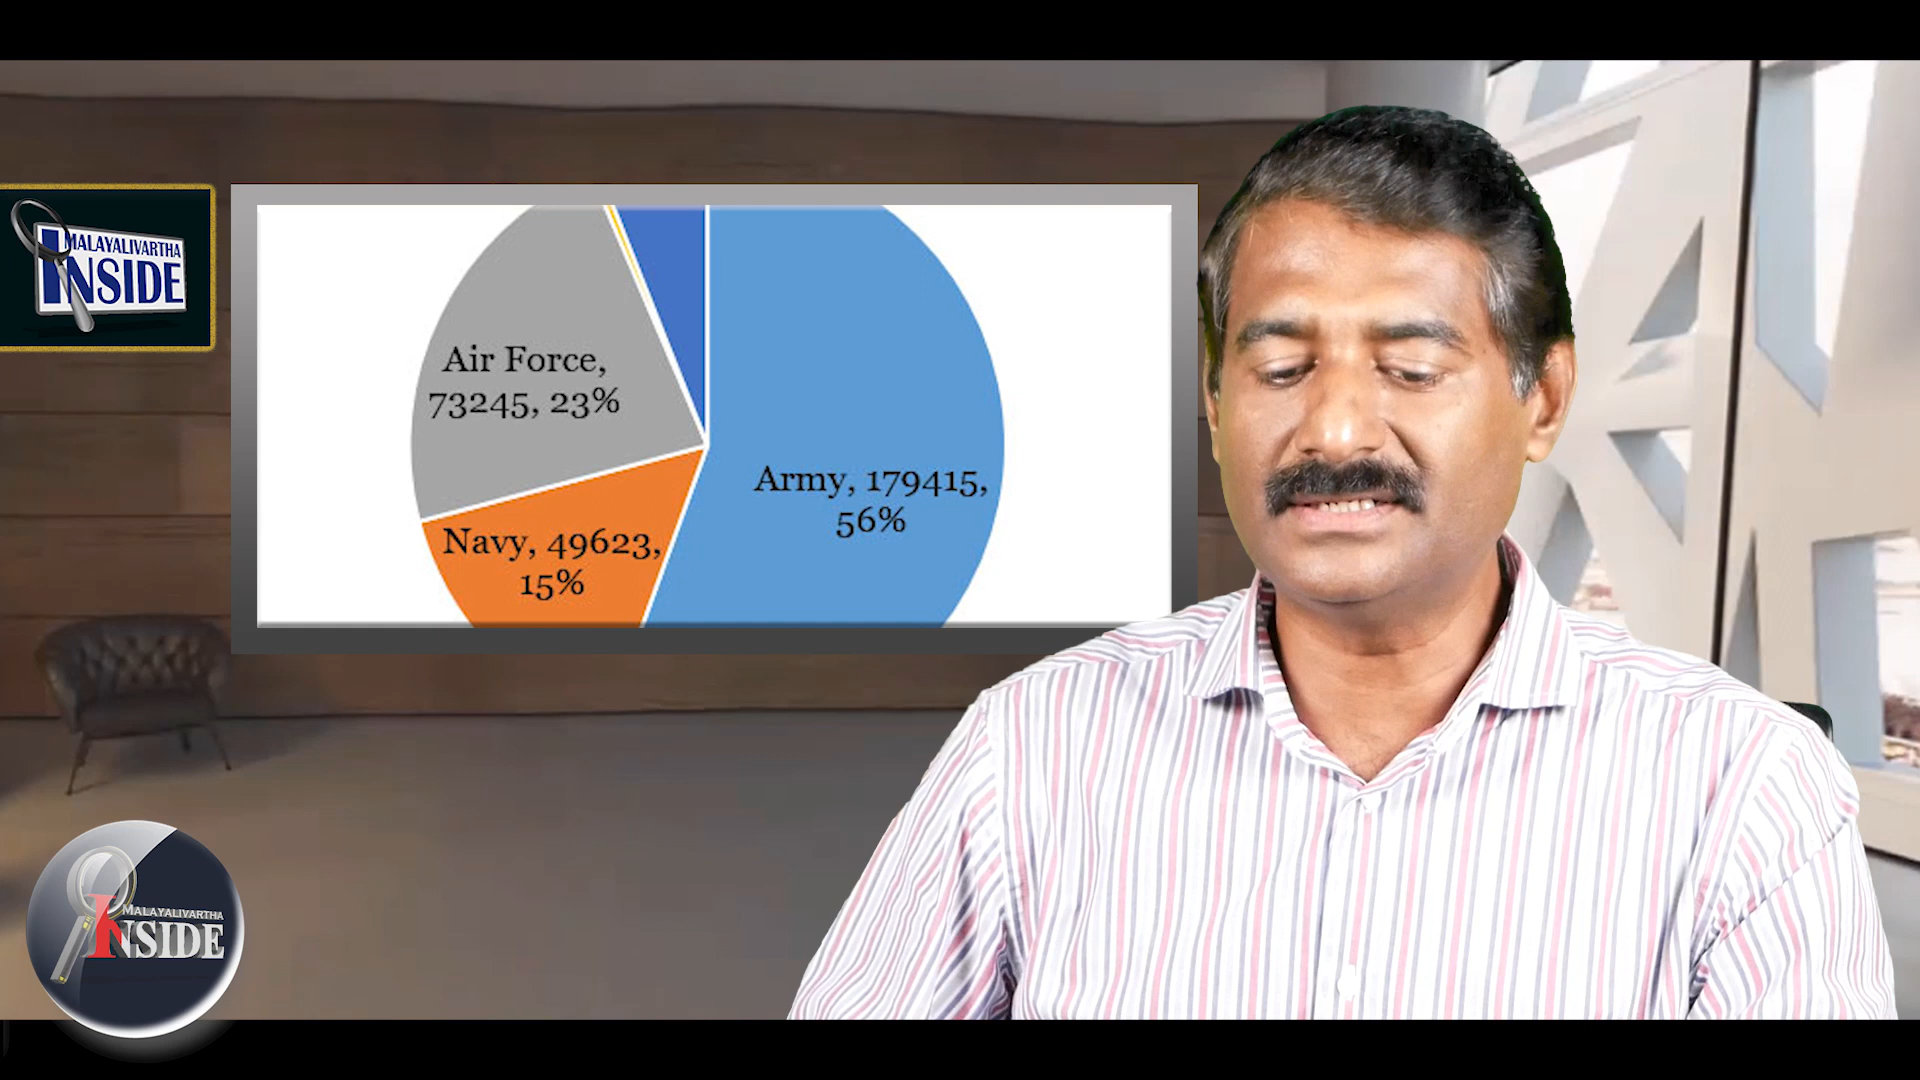 MALAYALIVARTHA
INSIDE
Air Force,
73245, 23%
Army, 179415,
56%
Navy, 49623,
15%
MALAYALIVARTHA
INSIDE